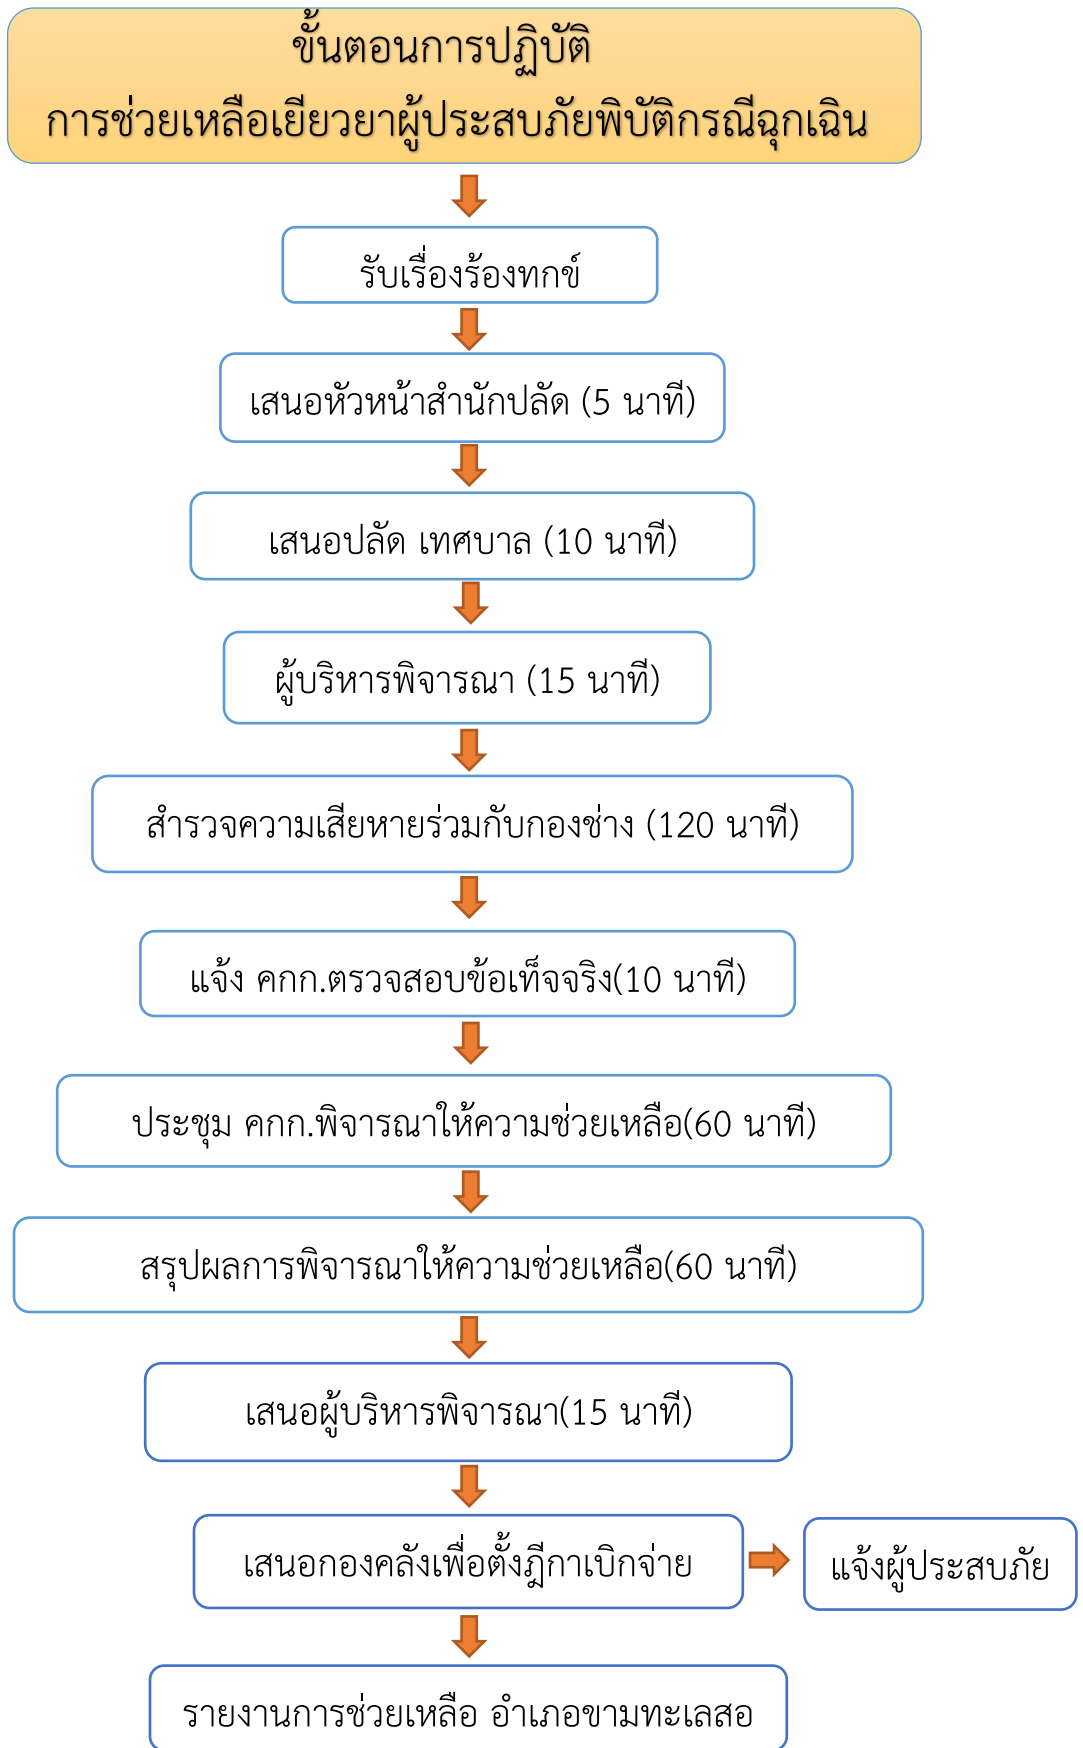 ขั้นตอนการปฏิบัติ
การช่วยเหลือเยียวยาผู้ประสบภัยพิบัติกรณีฉุกเฉิน
รับเรื่องร้องทกข์
เสนอหัวหน้าสำนักปลัด (5 นาที)
เสนอปลัด เทศบาล (10 นาที)
ผู้บริหารพิจารณา (15 นาที)
สำรวจความเสียหายร่วมกับกองช่าง (120 นาที)
แจ้ง คกก.ตรวจสอบข้อเท็จจริง(10 นาที)
ประชุม คกก.พิจารณาให้ความช่วยเหลือ(60 นาที)
สรุปผลการพิจารณาให้ความช่วยเหลือ(60 นาที)
เสนอผู้บริหารพิจารณา(15 นาที)
เสนอกองคลังเพื่อตั้งฎีกาเบิกจ่าย
แจ้งผู้ประสบภัย
รายงานการช่วยเหลือ อำเภอขามทะเลสอ